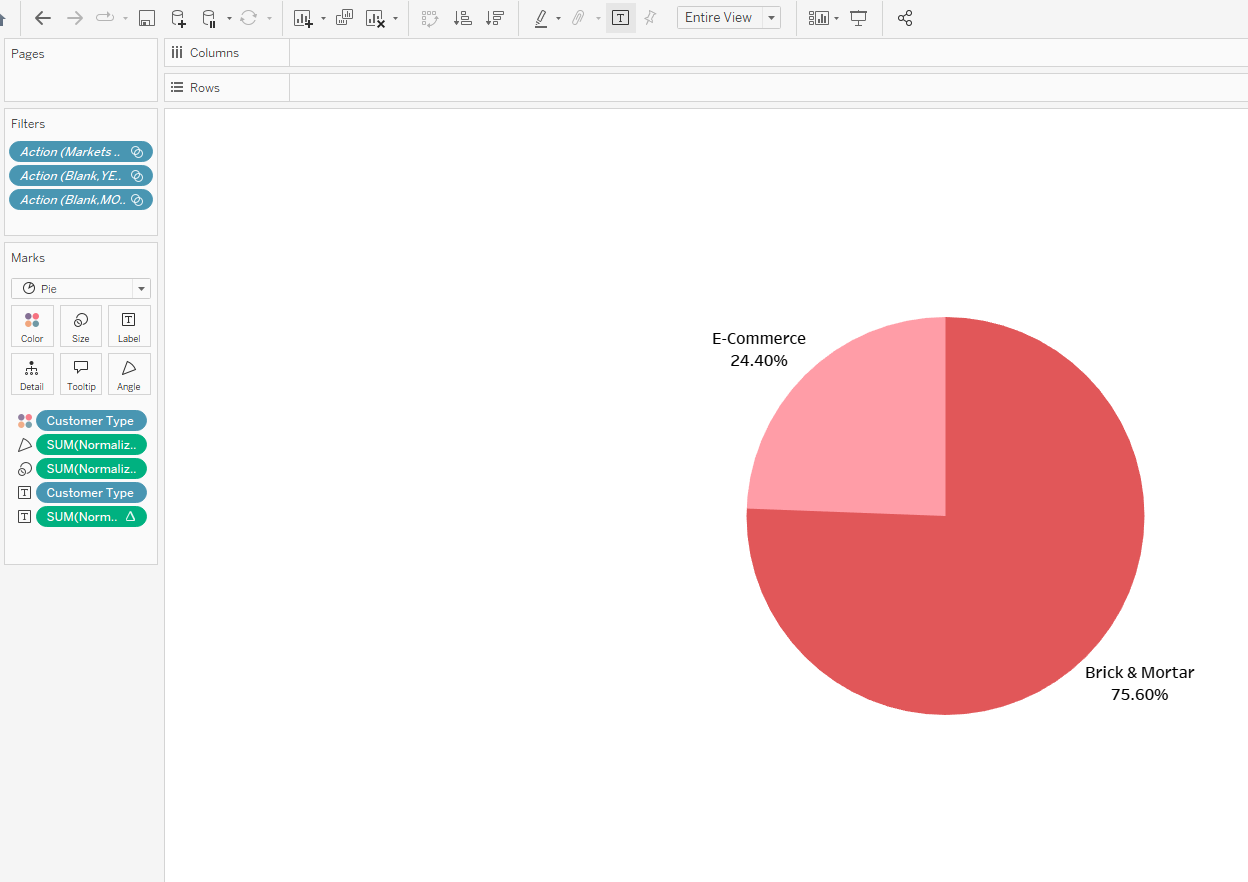 Entire View
Pages
Columns
Rows
Filters
Action (Markets ..
Action (Blank,YE..
Action (Blank,MO..
Marks
Pie
Color Size Label
Detail Tooltip Angle
Customer Type
SUM(Normaliz..
SUM(Normaliz..
Customer Type
SUM(Norm..
E-Commerce
24.40%
Brick & Mortar
75.60%